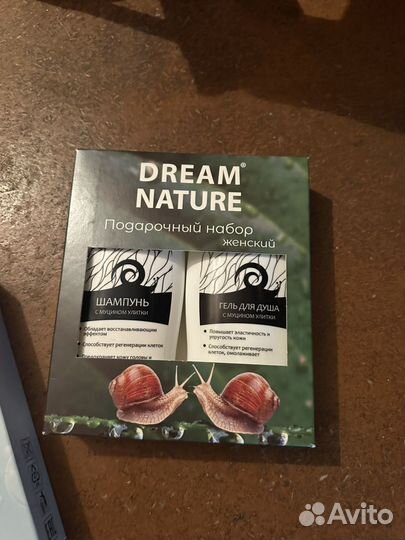 DREAM®
NATURE
Подарочный набор
женский
ШАМПУНЬ
С МУЦИНОМ УЛИТКИ
• Обладает восстанавливающим
эффектом
• Способствует регенерации клеток
ГЕЛЬ ДЛЯ ДУША
С МУЦИНОМ УЛИТКИ
• Повышает эластичность и
упругость кожи
• Способствует регенерации
клеток, омолаживает
Avito